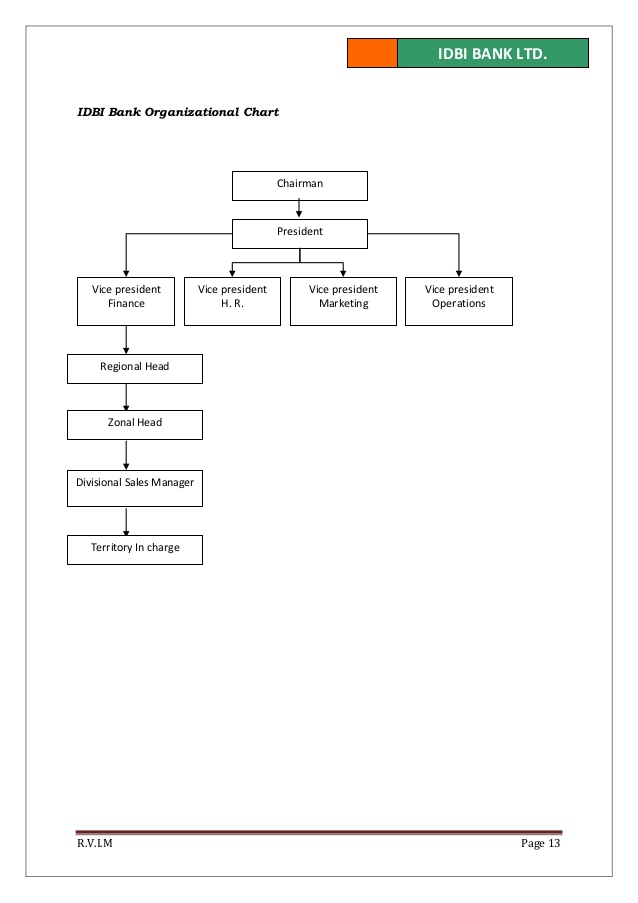 IDBI BANK LTD.
IDBI Bank Organizational Chart
Chairman
President
Vice president
Finance
Vice president
H. R.
Vice president
Marketing
Vice president
Operations
Regional Head
Zonal Head
Divisional Sales Manager
Territory In charge
R.V.I.M
Page 13